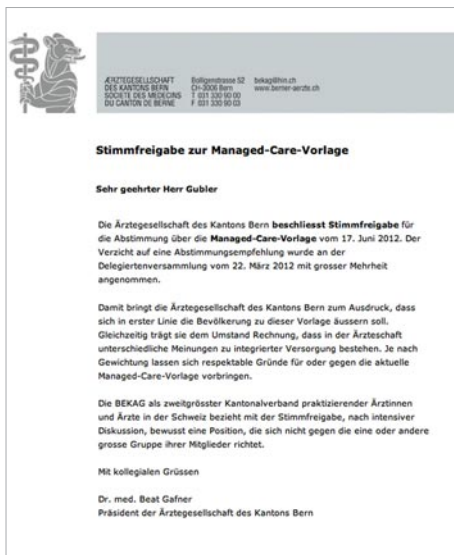 ÆRZTEGESELLSCHAFT
DES KANTONS BERN
SOCIETE DES MEDECINS
DU CANTON DE BERNE
Bolligenstrasse 52
CH-3006 Bern
T 031 330 90 00
F 031 330 90 03
bekag@hin.ch
www.berner-aerzte.ch
Stimmfreigabe zur Managed-Care-Vorlage
Sehr geehrter Herr Gubler
Die Ärztegesellschaft des Kantons Bern beschliesst Stimmfreigabe für
die Abstimmung über die Managed-Care-Vorlage vom 17. Juni 2012. Der
Verzicht auf eine Abstimmungsempfehlung wurde an der
Delegiertenversammlung vom 22. März 2012 mit grosser Mehrheit
angenommen.
Damit bringt die Ärztegesellschaft des Kantons Bern zum Ausdruck, dass
sich in erster Linie die Bevölkerung zu dieser Vorlage äussern soll.
Gleichzeitig trägt sie dem Umstand Rechnung, dass in der Ärzteschaft
unterschiedliche Meinungen zu integrierter Versorgung bestehen. Je nach
Gewichtung lassen sich respektable Gründe für oder gegen die aktuelle
Managed-Care-Vorlage vorbringen.
Die BEKAG als zweitgrösster Kantonalverband praktizierender Ärztinnen
und Ärzte in der Schweiz bezieht mit der Stimmfreigabe, nach intensiver
Diskussion, bewusst eine Position, die sich nicht gegen die eine oder andere
grosse Gruppe ihrer Mitglieder richtet.
Mit kollegialen Grüssen
Dr. med. Beat Gafner
Präsident der Ärztegesellschaft des Kantons Bern